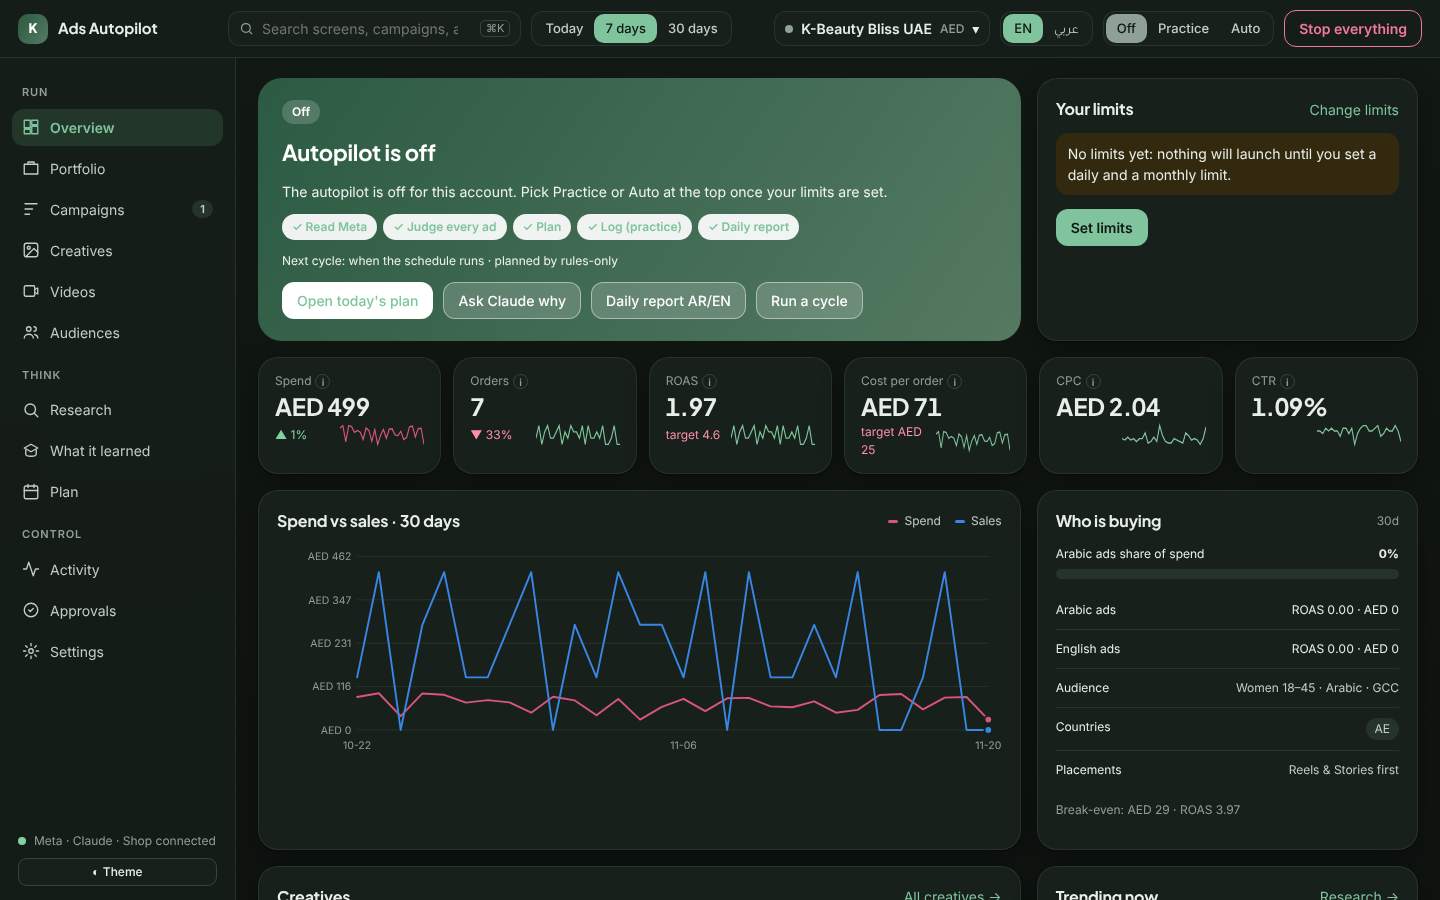 K Ads Autopilot
Search screens, campaigns, a ⌘K
Today 7 days 30 days
K-Beauty Bliss UAE AED ▾
EN عربي
Off Practice Auto
Stop everything
RUN
Overview
Portfolio
Campaigns 1
Creatives
Videos
Audiences
THINK
Research
What it learned
Plan
CONTROL
Activity
Approvals
Settings
Meta · Claude · Shop connected
Theme
Off
Autopilot is off
The autopilot is off for this account. Pick Practice or Auto at the top once your limits are set.
✓ Read Meta ✓ Judge every ad ✓ Plan ✓ Log (practice) ✓ Daily report
Next cycle: when the schedule runs · planned by rules-only
Open today's plan Ask Claude why Daily report AR/EN Run a cycle
Your limits Change limits
No limits yet: nothing will launch until you set a
daily and a monthly limit.
Set limits
Spend i
AED 499
▲ 1%
Orders i
7
▼ 33%
ROAS i
1.97
target 4.6
Cost per order i
AED 71
target AED
25
CPC i
AED 2.04
CTR i
1.09%
Spend vs sales · 30 days Spend Sales
AED 462
AED 347
AED 231
AED 116
AED 0
10-22 11-06 11-20
Who is buying 30d
Arabic ads share of spend 0%
Arabic ads ROAS 0.00 · AED 0
English ads ROAS 0.00 · AED 0
Audience Women 18–45 · Arabic · GCC
Countries AE
Placements Reels & Stories first
Break-even: AED 29 · ROAS 3.97
Creatives All creatives →
Trending now Research →